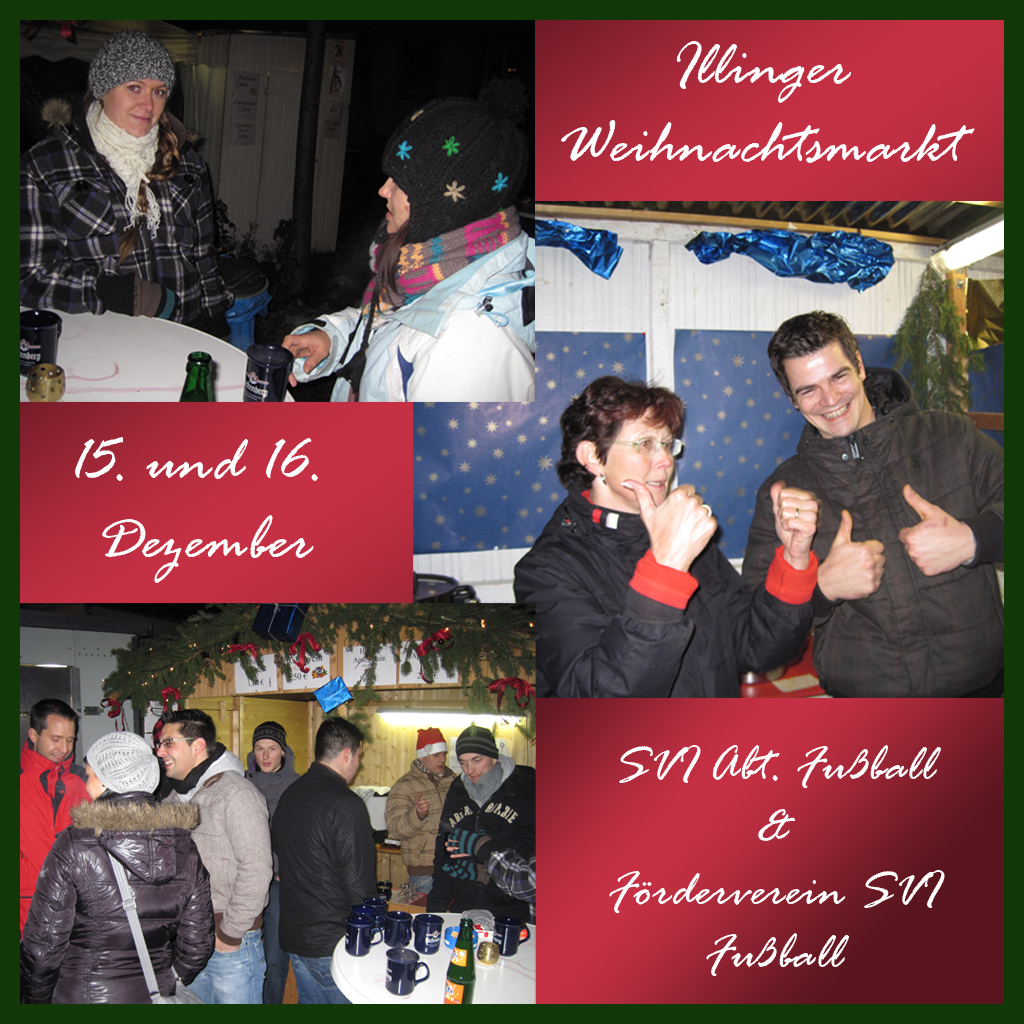 Illinger
Weihnachtsmarkt
15. und 16.
Dezember
SVI Abt. Fußball
&
Förderverein SVI
Fußball